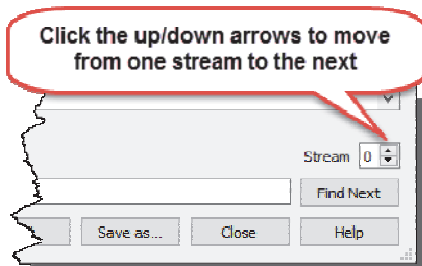 Click the up/down arrows to move
from one stream to the next
Stream 0
Find Next
Save as... Close Help